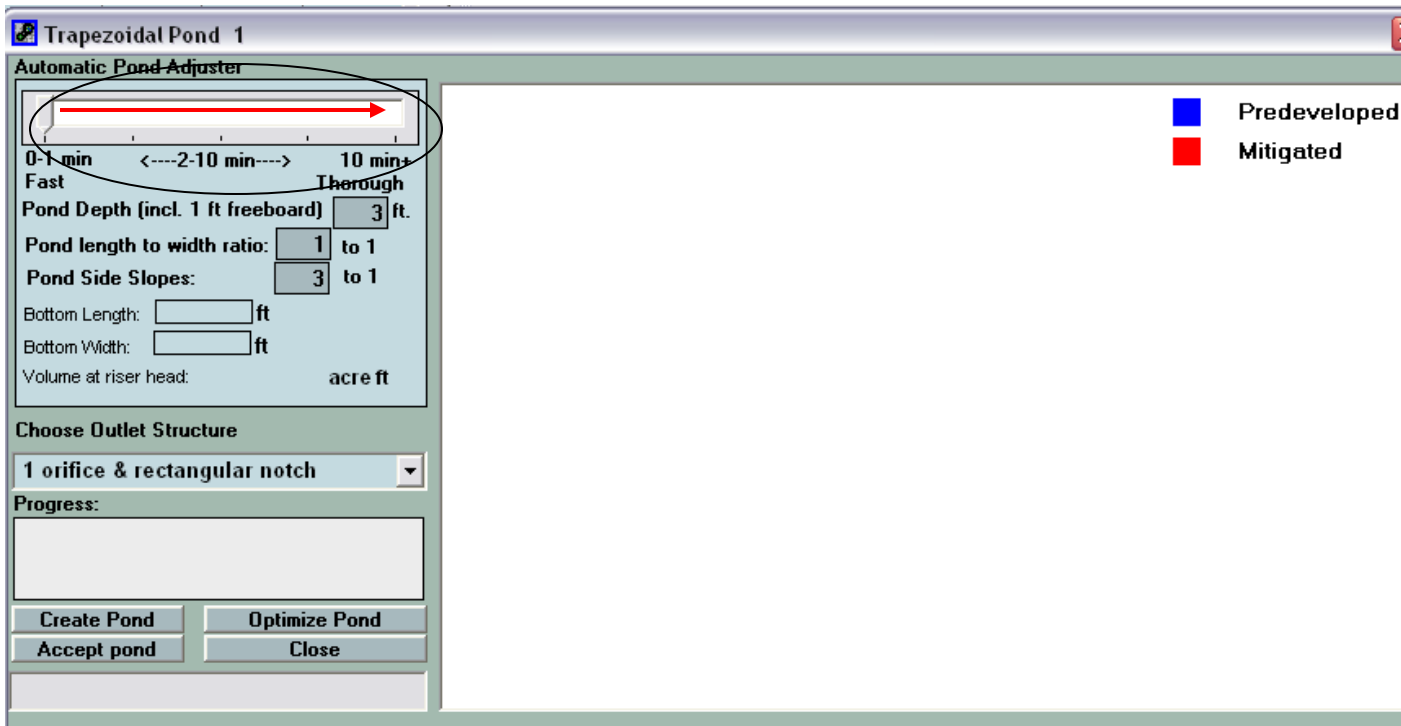 Trapezoidal Pond 1
Automatic Pond Adjuster
0-1 min <----2-10 min----> 10 min+
Fast Thorough
Pond Depth (incl. 1 ft freeboard) 3 ft.
Pond length to width ratio: 1 to 1
Pond Side Slopes: 3 to 1
Bottom Length: ft
Bottom Width: ft
Volume at riser head: acre ft
Choose Outlet Structure
1 orifice & rectangular notch
Progress:
Create Pond Optimize Pond
Accept pond Close
Predeveloped
Mitigated